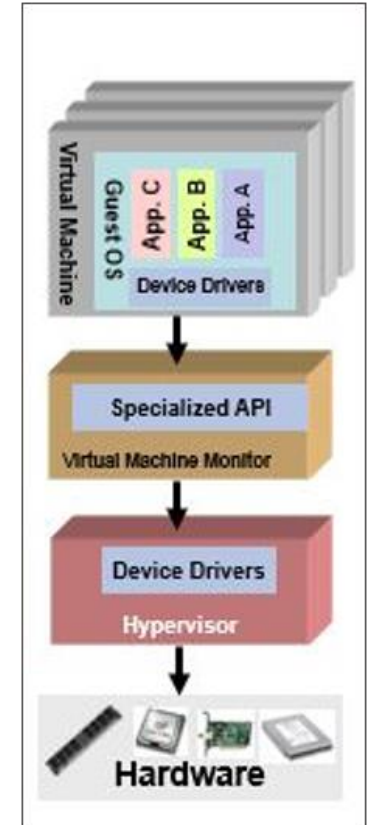 Virtual Machine
Guest OS
App. C
App. B
App. A
Device Drivers
Specialized API
Virtual Machine Monitor
Device Drivers
Hypervisor
Hardware